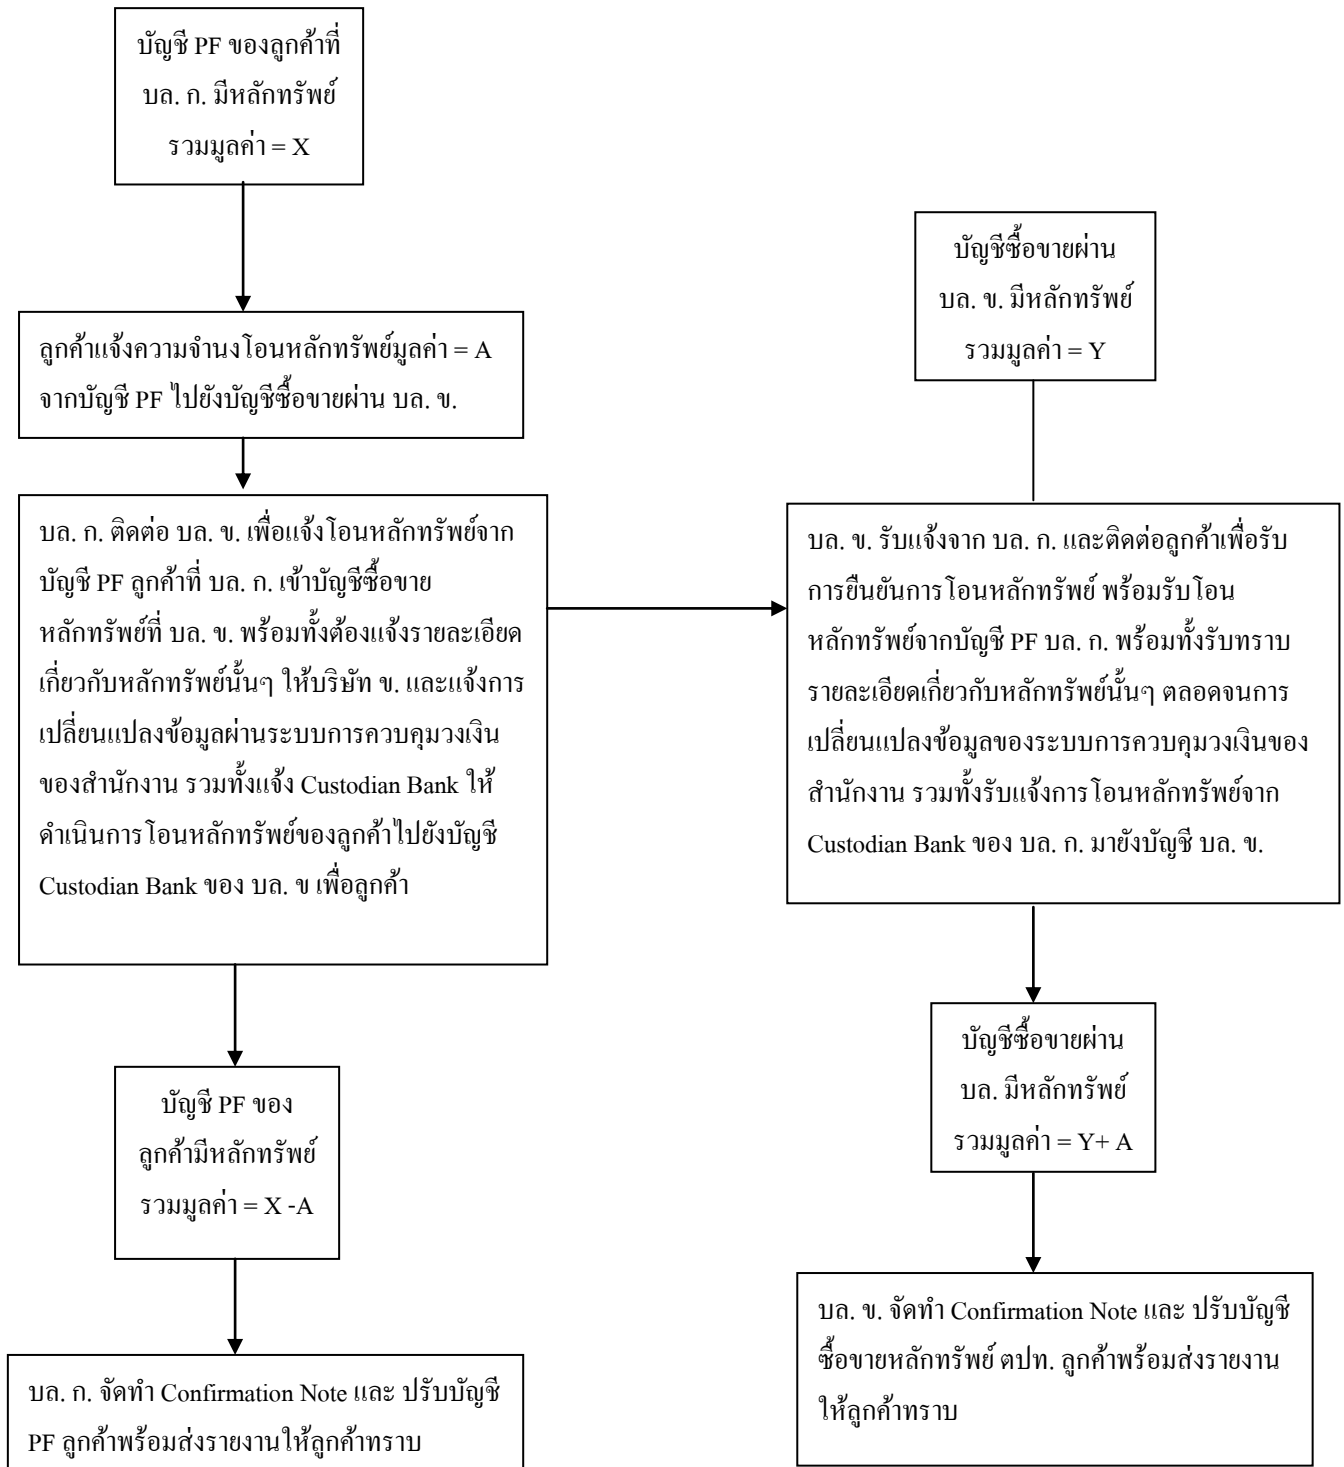 บัญชี PF ของลูกค้าที่
บล. ก. มีหลักทรัพย์
รวมมูลค่า = X
ลูกค้าแจ้งความจำนงโอนหลักทรัพย์มูลค่า = A
จากบัญชี PF ไปยังบัญชีซื้อขายผ่าน บล. ข.
บล. ก. ติดต่อ บล. ข. เพื่อแจ้งโอนหลักทรัพย์จาก
บัญชี PF ลูกค้าที่ บล. ก. เข้าบัญชีซื้อขาย
หลักทรัพย์ที่ บล. ข. พร้อมทั้งต้องแจ้งรายละเอียด
เกี่ยวกับหลักทรัพย์นั้นๆ ให้บริษัท ข. และแจ้งการ
เปลี่ยนแปลงข้อมูลผ่านระบบการควบคุมวงเงิน
ของสำนักงาน รวมทั้งแจ้ง Custodian Bank ให้
ดำเนินการโอนหลักทรัพย์ของลูกค้าไปยังบัญชี
Custodian Bank ของ บล. ข เพื่อลูกค้า
บัญชี PF ของ
ลูกค้ามีหลักทรัพย์
รวมมูลค่า = X -A
บล. ก. จัดทำ Confirmation Note และ ปรับบัญชี
PF ลูกค้าพร้อมส่งรายงานให้ลูกค้าทราบ
บัญชีซื้อขายผ่าน
บล. ข. มีหลักทรัพย์
รวมมูลค่า = Y
บล. ข. รับแจ้งจาก บล. ก. และติดต่อลูกค้าเพื่อรับ
การยืนยันการโอนหลักทรัพย์ พร้อมรับโอน
หลักทรัพย์จากบัญชี PF บล. ก. พร้อมทั้งรับทราบ
รายละเอียดเกี่ยวกับหลักทรัพย์นั้นๆ ตลอดจนการ
เปลี่ยนแปลงข้อมูลของระบบการควบคุมวงเงินของ
สำนักงาน รวมทั้งรับแจ้งการโอนหลักทรัพย์จาก
Custodian Bank ของ บล. ก. มายังบัญชี บล. ข.
บัญชีซื้อขายผ่าน
บล. มีหลักทรัพย์
รวมมูลค่า = Y+ A
บล. ข. จัดทำ Confirmation Note และ ปรับบัญชี
ซื้อขายหลักทรัพย์ ตปท. ลูกค้าพร้อมส่งรายงาน
ให้ลูกค้าทราบ